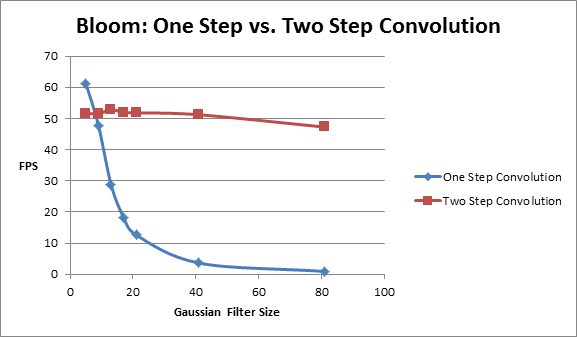 Bloom: One Step vs. Two Step Convolution
70
60
50
40
30
20
10
0
FPS
0 20 40 60 80 100
Gaussian Filter Size
One Step Convolution
Two Step Convolution